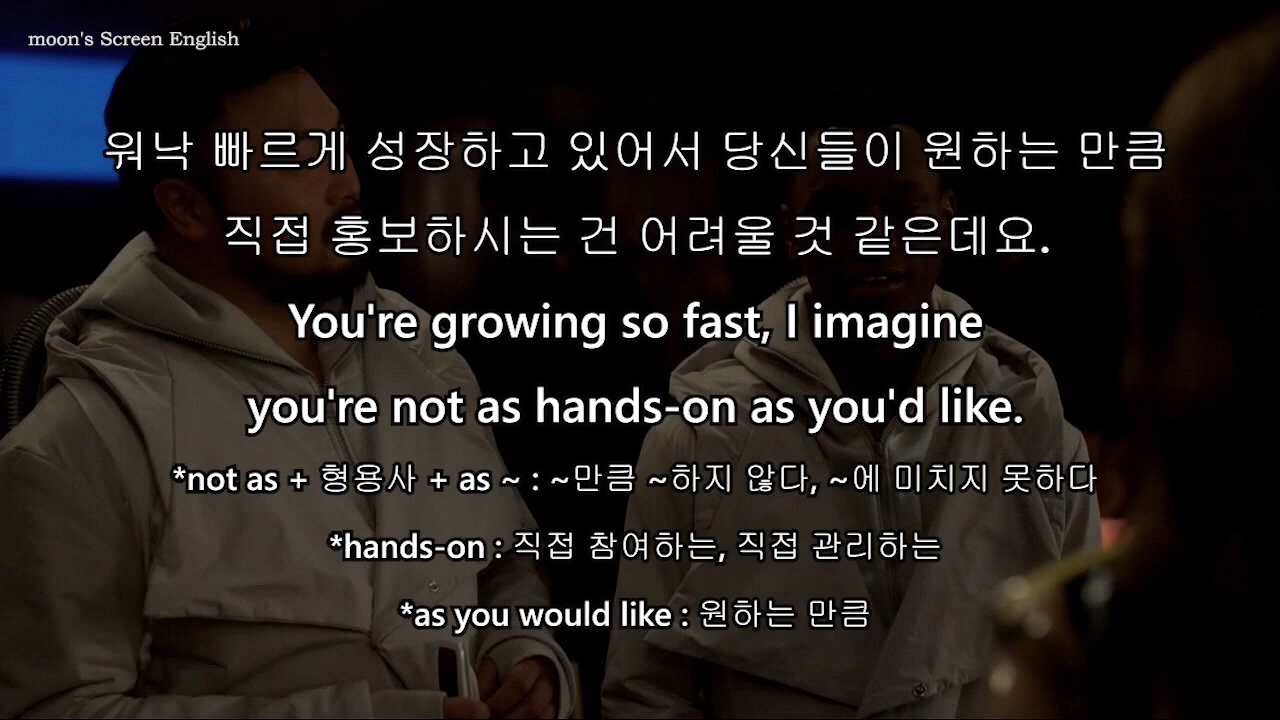 moon's Screen English
워낙 빠르게 성장하고 있어서 당신들이 원하는 만큼
직접 홍보하시는 건 어려울 것 같은데요.
You're growing so fast, I imagine
you're not as hands-on as you'd like.
*not as + 형용사 + as ~ : ~만큼 ~하지 않다, ~에 미치지 못하다
*hands-on : 직접 참여하는, 직접 관리하는
*as you would like : 원하는 만큼